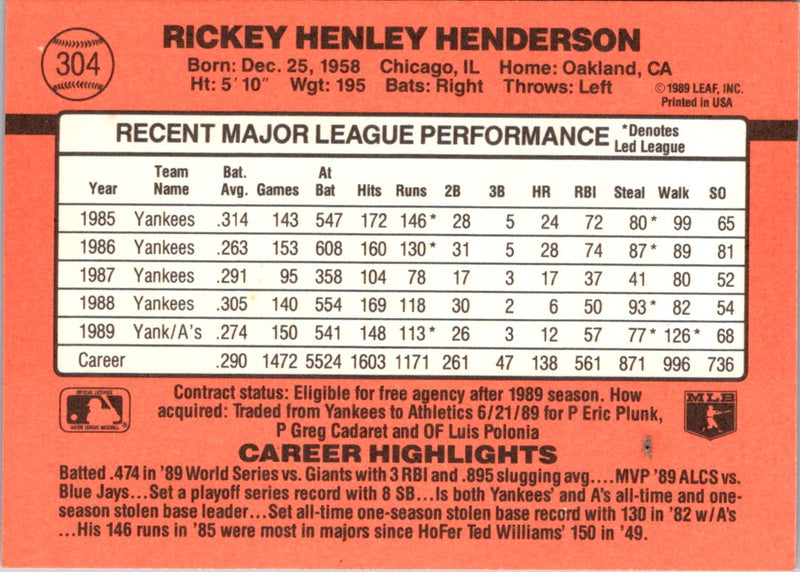 304
RICKEY HENLEY HENDERSON
Born: Dec. 25, 1958 Chicago, IL Home: Oakland, CA
Ht: 5' 10" Wgt: 195 Bats: Right Throws: Left
© 1989 LEAF, INC.
Printed in USA
RECENT MAJOR LEAGUE PERFORMANCE *Denotes Led League
Year Team Name Bat. Avg. Games At Bat Hits Runs 2B 3B HR RBI Steal Walk SO
1985 Yankees .314 143 547 172 146* 28 5 24 72 80* 99 65
1986 Yankees .263 153 608 160 130* 31 5 28 74 87* 89 81
1987 Yankees .291 95 358 104 78 17 3 17 37 41 80 52
1988 Yankees .305 140 554 169 118 30 2 6 50 93* 82 54
1989 Yank/A's .274 150 541 148 113* 26 3 12 57 77* 126* 68
Career .290 1472 5524 1603 1171 261 47 138 561 871 996 736
OFFICIAL LICENSEE
MAJOR LEAGUE BASEBALL
Contract status: Eligible for free agency after 1989 season. How
acquired: Traded from Yankees to Athletics 6/21/89 for P Eric Plunk,
P Greg Cadaret and OF Luis Polonia
MLB
CAREER HIGHLIGHTS
Batted .474 in '89 World Series vs. Giants with 3 RBI and .895 slugging avg....MVP '89 ALCS vs.
Blue Jays...Set a playoff series record with 8 SB...Is both Yankees' and A's all-time and one-
season stolen base leader...Set all-time one-season stolen base record with 130 in '82 w/A's
...His 146 runs in '85 were most in majors since HoFer Ted Williams' 150 in '49.